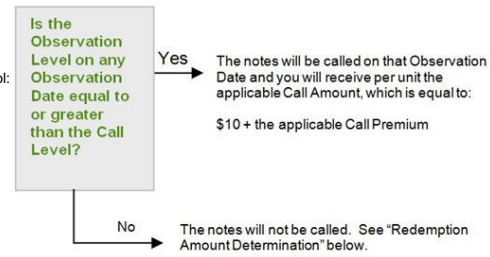 Is the
Observation
Level on any
Observation
Date equal to
or greater
than the Call
Level?
Yes
The notes will be called on that Observation
Date and you will receive per unit the
applicable Call Amount, which is equal to:
$10 + the applicable Call Premium
No
The notes will not be called. See “Redemption
Amount Determination” below.